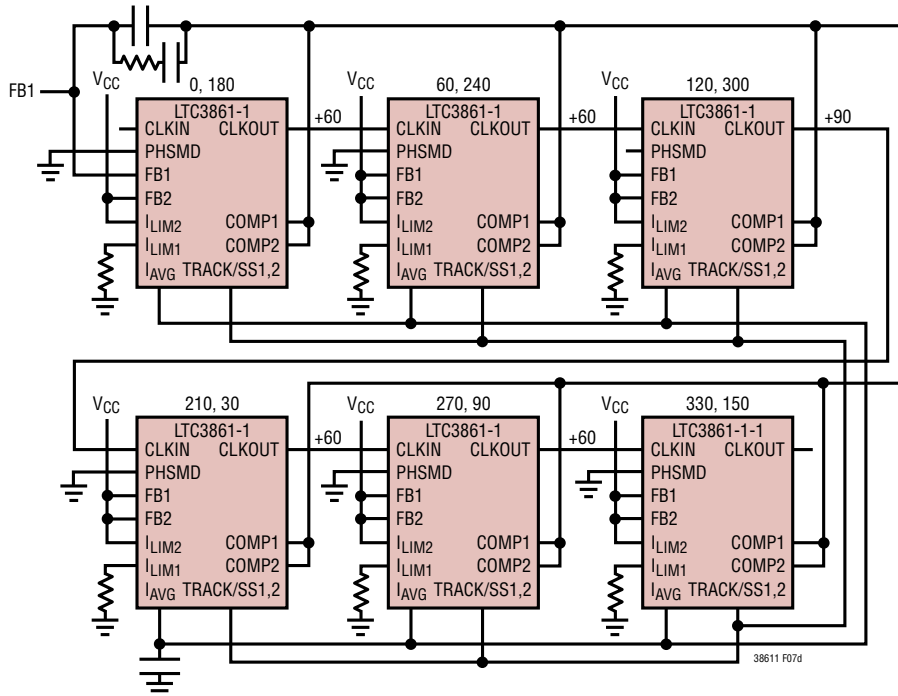 FB1
VCC
0, 180
LTC3861-1
CLKIN CLKOUT
PHSMD
FB1
FB2
ILIM2 COMP1
ILIM1 COMP2
IAVG TRACK/SS1,2
+60
VCC
60, 240
LTC3861-1
CLKIN CLKOUT
PHSMD
FB1
FB2
ILIM2 COMP1
ILIM1 COMP2
IAVG TRACK/SS1,2
+60
VCC
120, 300
LTC3861-1
CLKIN CLKOUT
PHSMD
FB1
FB2
ILIM2 COMP1
ILIM1 COMP2
IAVG TRACK/SS1,2
+90
VCC
210, 30
LTC3861-1
CLKIN CLKOUT
PHSMD
FB1
FB2
ILIM2 COMP1
ILIM1 COMP2
IAVG TRACK/SS1,2
+60
VCC
270, 90
LTC3861-1
CLKIN CLKOUT
PHSMD
FB1
FB2
ILIM2 COMP1
ILIM1 COMP2
IAVG TRACK/SS1,2
+60
VCC
330, 150
LTC3861-1-1
CLKIN CLKOUT
PHSMD
FB1
FB2
ILIM2 COMP1
ILIM1 COMP2
IAVG TRACK/SS1,2
38611 F07d